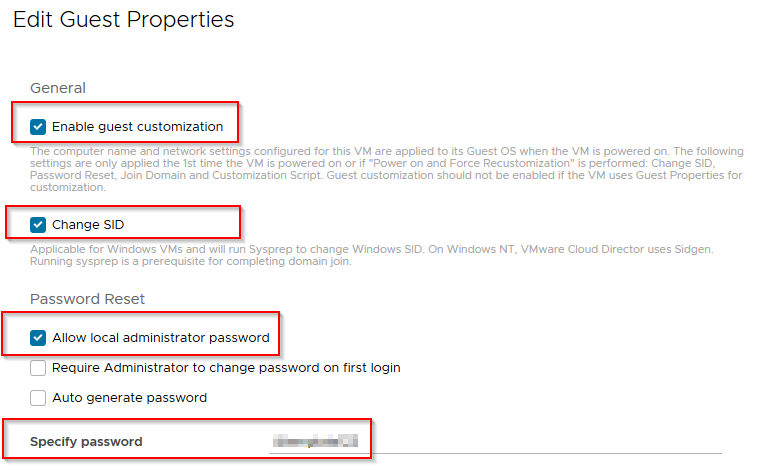 Edit Guest Properties
General
Enable guest customization
The computer name and network settings configured for this VM are applied to its Guest OS when the VM is powered on. The following
settings are only applied the 1st time the VM is powered on or if "Power on and Force Recustomization" is performed: Change SID,
Password Reset, Join Domain and Customization Script. Guest customization should not be enabled if the VM uses Guest Properties for
customization.
Change SID
Applicable for Windows VMs and will run Sysprep to change Windows SID. On Windows NT, VMware Cloud Director uses Sidgen.
Running sysprep is a prerequisite for completing domain join.
Password Reset
Allow local administrator password
Require Administrator to change password on first login
Auto generate password
Specify password